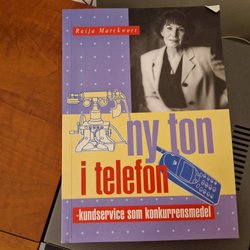 Raija Marckwort
ny ton
i telefon
-kundservice som konkurrensmedel